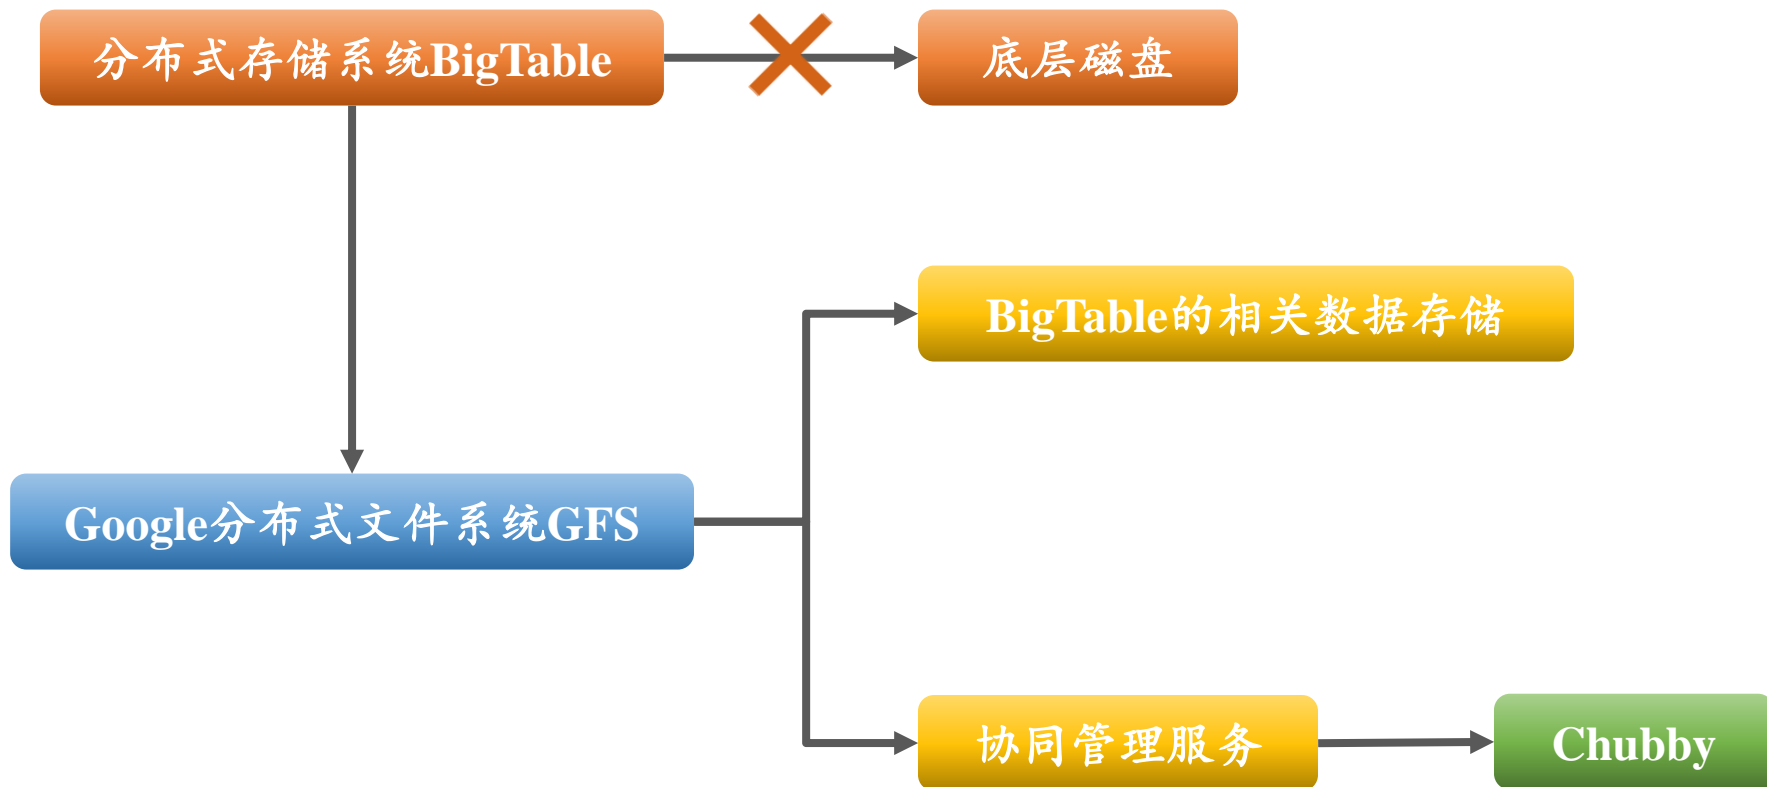 分布式存储系统BigTable
底层磁盘
BigTable的相关数据存储
Google分布式文件系统GFS
协同管理服务
Chubby